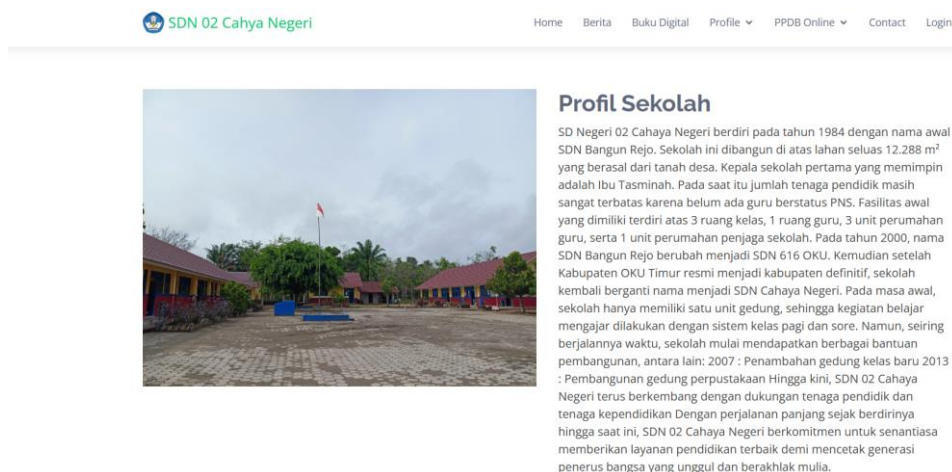 SDN 02 Cahya Negeri
Home Berita Buku Digital Profile PPDB Online Contact Login
Profil Sekolah
SD Negeri 02 Cahaya Negeri berdiri pada tahun 1984 dengan nama awal
SDN Bangun Rejo. Sekolah ini dibangun di atas lahan seluas 12.288 m²
yang berasal dari tanah desa. Kepala sekolah pertama yang memimpin
adalah Ibu Tasminah. Pada saat itu jumlah tenaga pendidik masih
sangat terbatas karena belum ada guru berstatus PNS. Fasilitas awal
yang dimiliki terdiri atas 3 ruang kelas, 1 ruang guru, 3 unit perumahan
guru, serta 1 unit perumahan penjaga sekolah. Pada tahun 2000, nama
SDN Bangun Rejo berubah menjadi SDN 616 OKU. Kemudian setelah
Kabupaten OKU Timur resmi menjadi kabupaten definitif, sekolah
kembali berganti nama menjadi SDN Cahaya Negeri. Pada masa awal,
sekolah hanya memiliki satu unit gedung, sehingga kegiatan belajar
mengajar dilakukan dengan sistem kelas pagi dan sore. Namun, seiring
berjalannya waktu, sekolah mulai mendapatkan berbagai bantuan
pembangunan, antara lain: 2007 : Penambahan gedung kelas baru 2013
: Pembangunan gedung perpustakaan Hingga kini, SDN 02 Cahaya
Negeri terus berkembang dengan dukungan tenaga pendidik dan
tenaga kependidikan Dengan perjalanan panjang sejak berdirinya
hingga saat ini, SDN 02 Cahaya Negeri berkomitmen untuk senantiasa
memberikan layanan pendidikan terbaik demi mencetak generasi
penerus bangsa yang unggul dan berakhlak mulia.